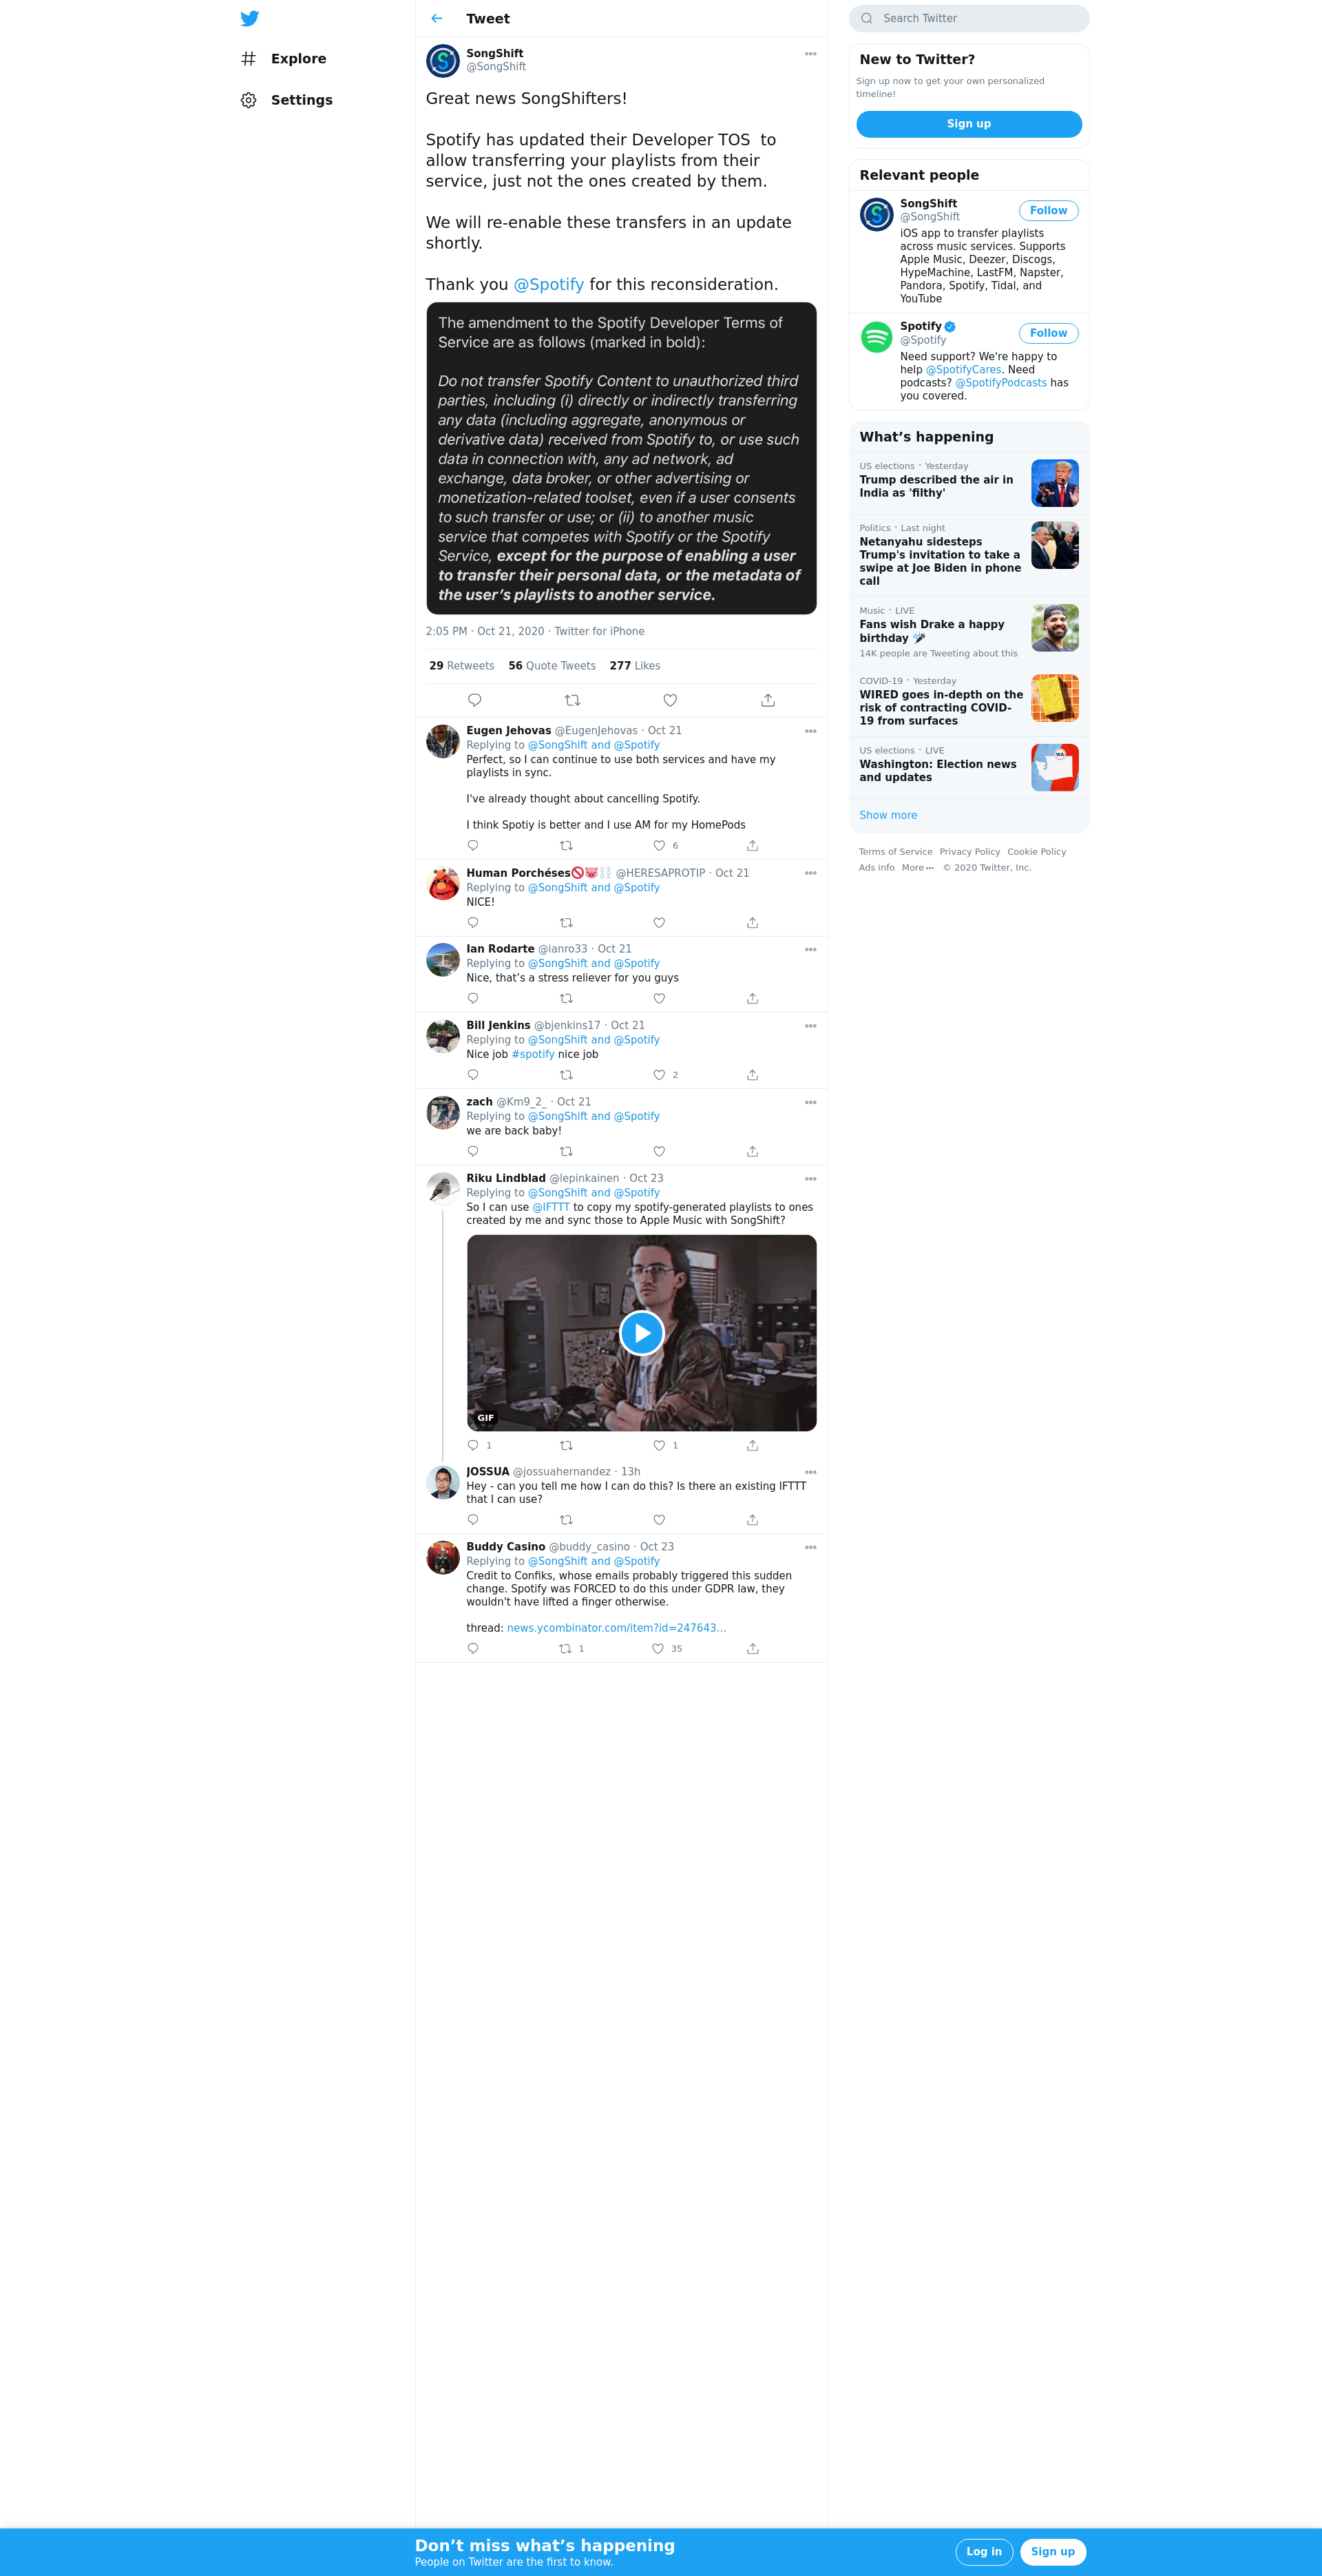 Explore
Settings
Tweet
SongShift
@SongShift
Great news SongShifters!
Spotify has updated their Developer TOS  to
allow transferring your playlists from their
service, just not the ones created by them.
We will re-enable these transfers in an update
shortly.
Thank you @Spotify for this reconsideration.
The amendment to the Spotify Developer Terms of
Service are as follows (marked in bold):
Do not transfer Spotify Content to unauthorized third
parties, including (i) directly or indirectly transferring
any data (including aggregate, anonymous or
derivative data) received from Spotify to, or use such
data in connection with, any ad network, ad
exchange, data broker, or other advertising or
monetization-related toolset, even if a user consents
to such transfer or use; or (ii) to another music
service that competes with Spotify or the Spotify
Service, except for the purpose of enabling a user
to transfer their personal data, or the metadata of
the user's playlists to another service.
2:05 PM · Oct 21, 2020 · Twitter for iPhone
29 Retweets 56 Quote Tweets 277 Likes
Eugen Jehovas @EugenJehovas · Oct 21
Replying to @SongShift and @Spotify
Perfect, so I can continue to use both services and have my
playlists in sync.
I've already thought about cancelling Spotify.
I think Spotiy is better and I use AM for my HomePods
6
Human Porchéses🚫🐷⛓️ @HERESAPROTIP · Oct 21
Replying to @SongShift and @Spotify
NICE!
Ian Rodarte @ianro33 · Oct 21
Replying to @SongShift and @Spotify
Nice, that’s a stress reliever for you guys
Bill Jenkins @bjenkins17 · Oct 21
Replying to @SongShift and @Spotify
Nice job #spotify nice job
2
zach @Km9_2_ · Oct 21
Replying to @SongShift and @Spotify
we are back baby!
Riku Lindblad @lepinkainen · Oct 23
Replying to @SongShift and @Spotify
So I can use @IFTTT to copy my spotify-generated playlists to ones
created by me and sync those to Apple Music with SongShift?
GIF
1 1
JOSSUA @jossuahernandez · 13h
Hey - can you tell me how I can do this? Is there an existing IFTTT
that I can use?
Buddy Casino @buddy_casino · Oct 23
Replying to @SongShift and @Spotify
Credit to Confiks, whose emails probably triggered this sudden
change. Spotify was FORCED to do this under GDPR law, they
wouldn't have lifted a finger otherwise.
thread: news.ycombinator.com/item?id=247643…
1 35
Search Twitter
New to Twitter?
Sign up now to get your own personalized
timeline!
Sign up
Relevant people
SongShift
@SongShift
Follow
iOS app to transfer playlists
across music services. Supports
Apple Music, Deezer, Discogs,
HypeMachine, LastFM, Napster,
Pandora, Spotify, Tidal, and
YouTube
Spotify
@Spotify
Follow
Need support? We're happy to
help @SpotifyCares. Need
podcasts? @SpotifyPodcasts has
you covered.
What’s happening
US elections · Yesterday
Trump described the air in
India as 'filthy'
Politics · Last night
Netanyahu sidesteps
Trump's invitation to take a
swipe at Joe Biden in phone
call
Music · LIVE
Fans wish Drake a happy
birthday 🎤
14K people are Tweeting about this
COVID-19 · Yesterday
WIRED goes in-depth on the
risk of contracting COVID-
19 from surfaces
US elections · LIVE
Washington: Election news
and updates
WA
Show more
Terms of Service Privacy Policy Cookie Policy
Ads info More © 2020 Twitter, Inc.
Don’t miss what’s happening
People on Twitter are the first to know.
Log in
Sign up